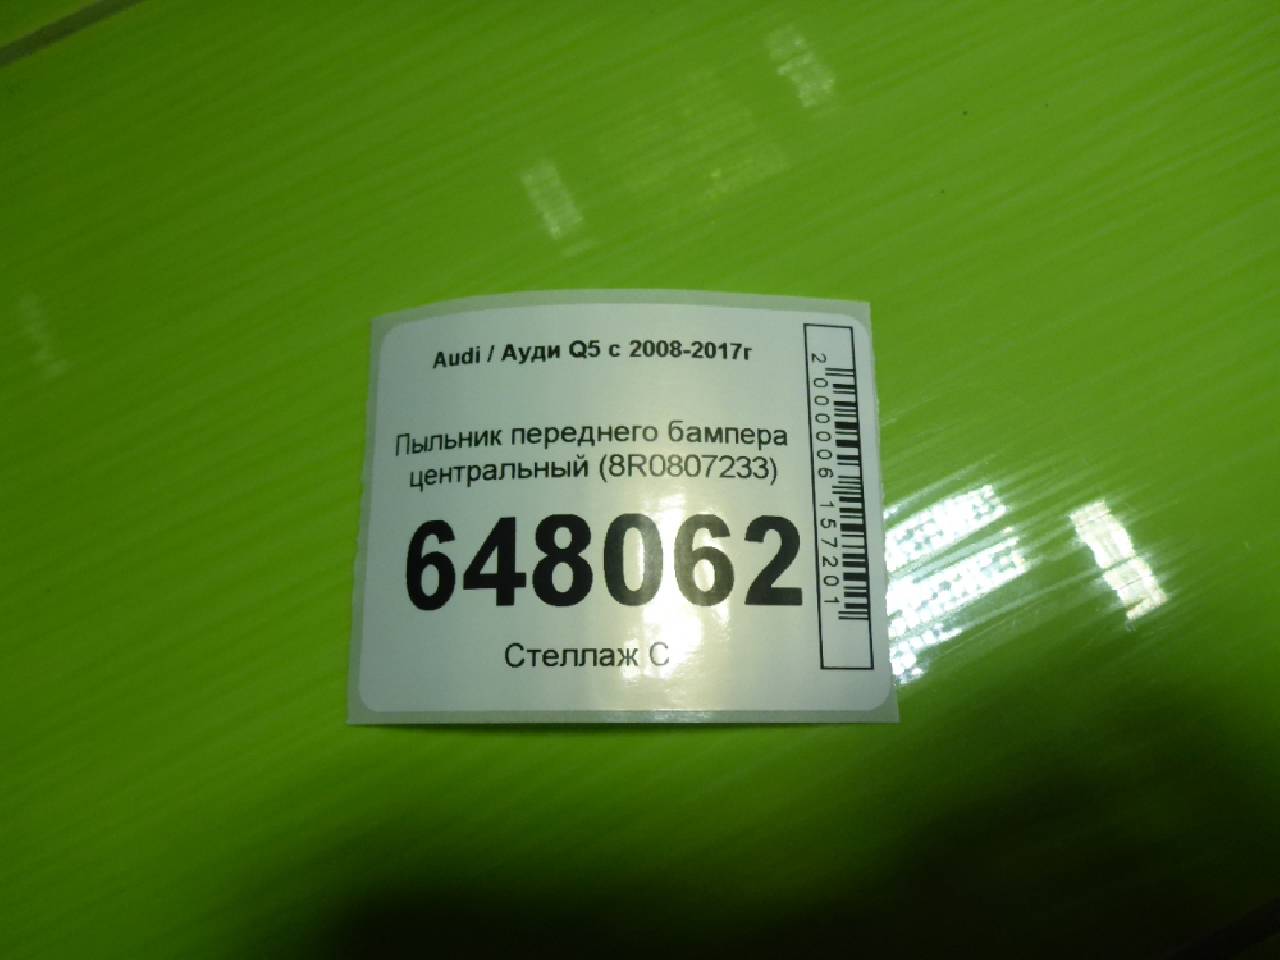 Audi / Ауди Q5 с 2008-2017г
Пыльник переднего бампера
центральный (8R0807233)
648062
Стеллаж С
2000006157201